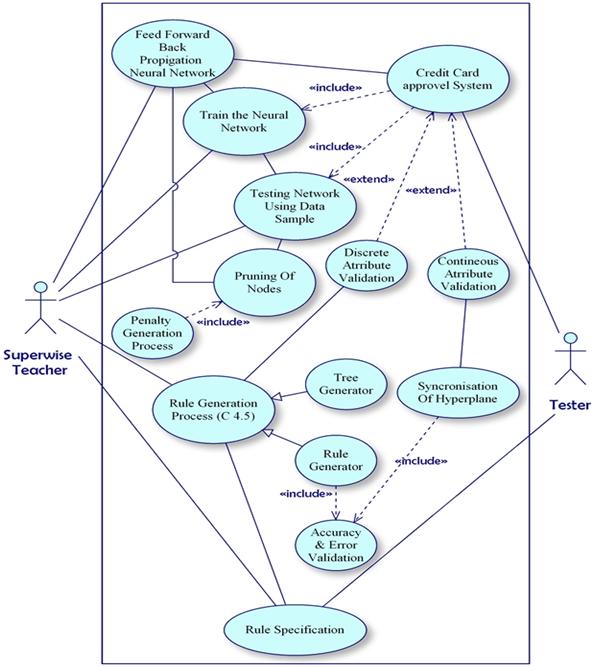 Feed Forward
Back
Propigation
Neural Network
Credit Card
approvel System
«include»
Train the Neural
Network
«include»
Testing Network
Using Data
Sample
«extend»
«extend»
Discrete
Atrribute
Validation
Contineous
Atrribute
Validation
Pruning Of
Nodes
Penalty
Generation
Process
«include»
Superwise
Teacher
Tree
Generator
Syncronisation
Of Hyperplane
Tester
Rule Generation
Process (C 4.5)
Rule
Generator
«include»
«include»
Accuracy
& Error
Validation
Rule Specification